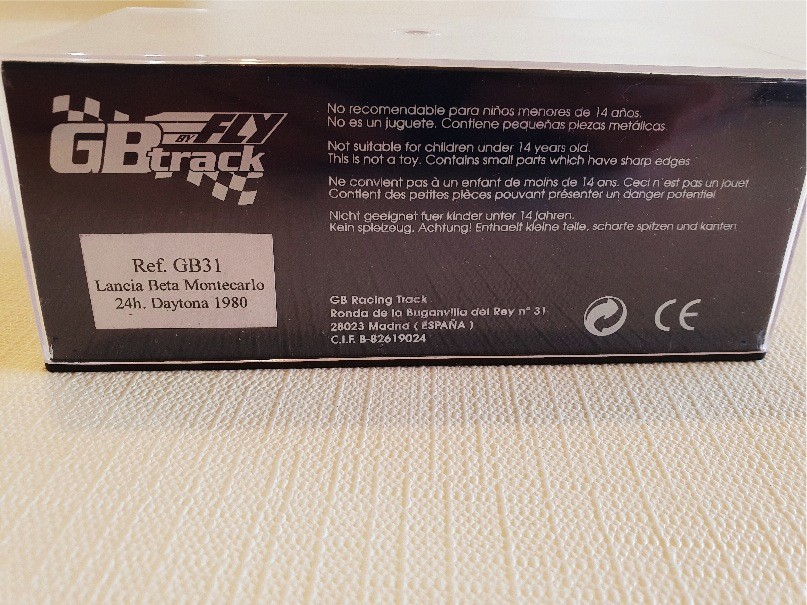 GB track
BY FLY
Ref. GB31
Lancia Beta Montecarlo
24h. Daytona 1980
No recomendable para niños menores de 14 años.
No es un juguete. Contiene pequeñas piezas metálicas.
Not suitable for children under 14 years old.
This is not a toy. Contains small parts which have sharp edges.
Ne convient pas à un enfant de moins de 14 ans. Ceci n'est pas un jouet
Contient des petites pièces pouvant présenter un danger potentiel
Nicht geeignet fuer kinder unter 14 jahren.
Kein spielzeug. Achtung! Enthaelt kleine teile, scharfe spitzen und kanten
GB Racing Track
Ronda de la Buganvilla del Rey nº 31
28023 Madrid ( ESPAÑA )
C.I.F. B-82619024
CE